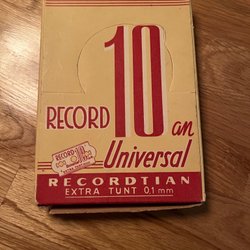 RECORD 10 an
Universal
RECORDTIAN
EXTRA TUNT 0.1 mm